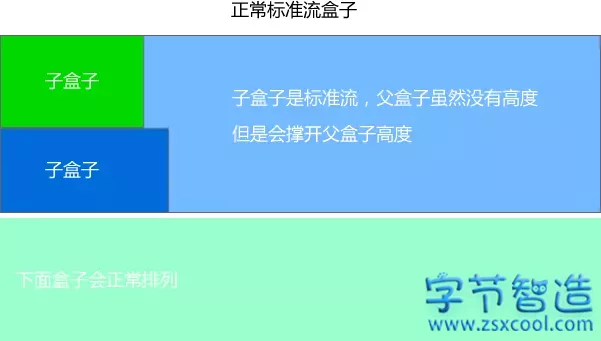 正常标准流盒子
子盒子
子盒子是标准流，父盒子虽然没有高度
但是会撑开父盒子高度
子盒子
下面盒子会正常排列
字节智造
www.zsxcool.com